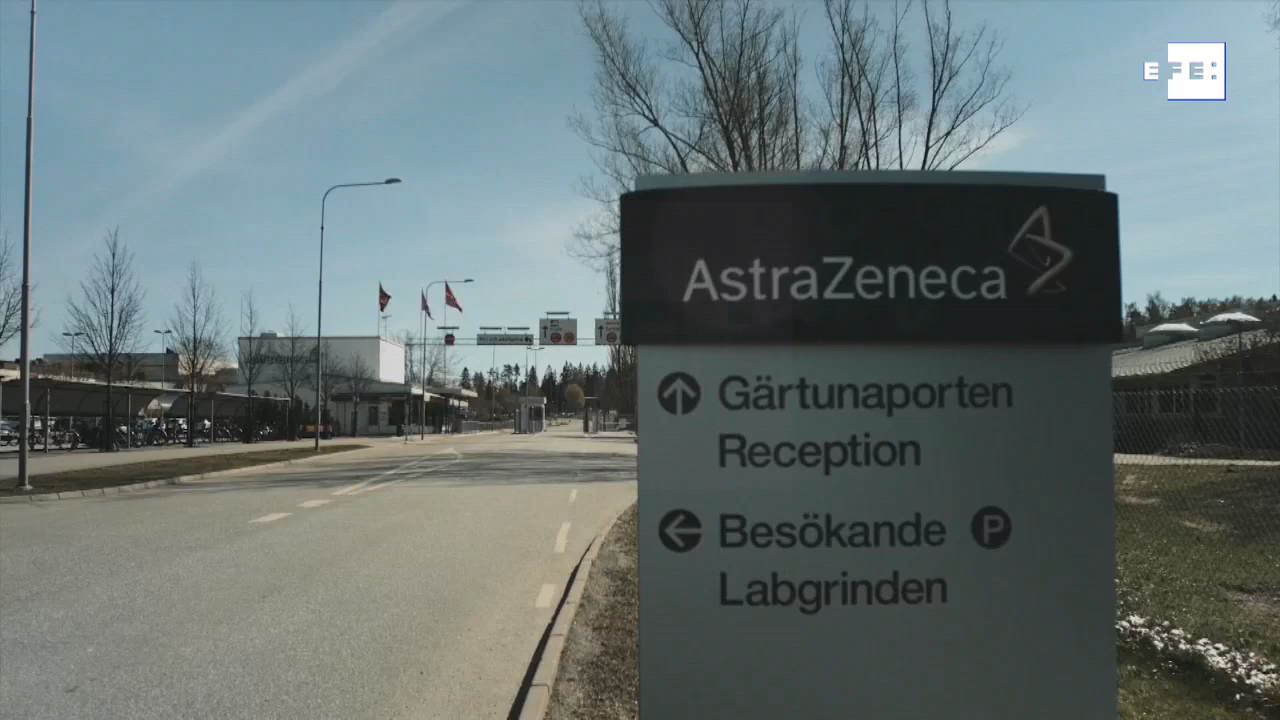 EFE:
AstraZeneca
Gärtunaporten
Reception
Besökande P
Labgrinden